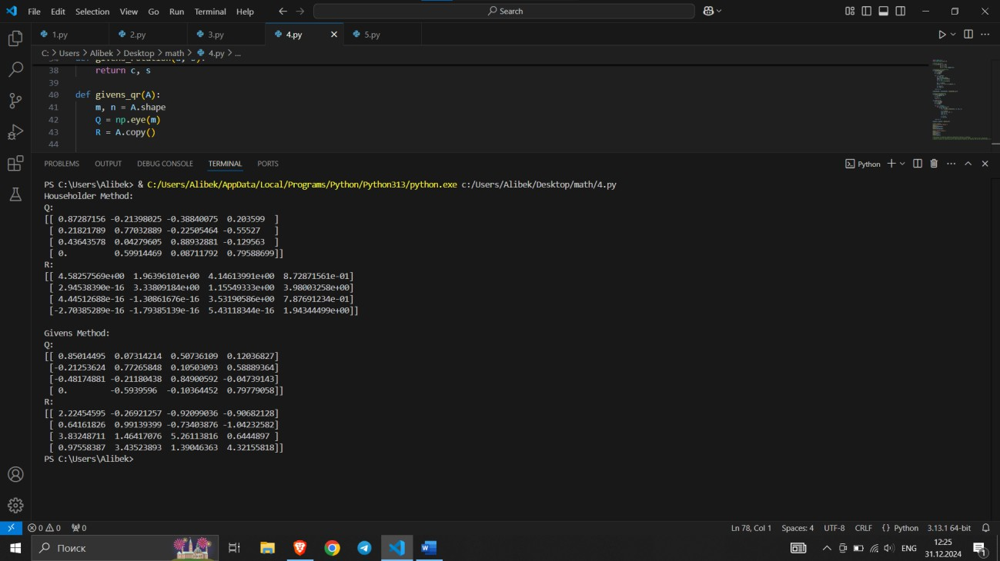 File Edit Selection View Go Run Terminal Help Search
1.py 2.py 3.py 4.py 5.py
C: > Users > Alibek > Desktop > math > 4.py > ...
38 return c, s
39
40 def givens_qr(A):
41 m, n = A.shape
42 Q = np.eye(m)
43 R = A.copy()
44
PROBLEMS OUTPUT DEBUG CONSOLE TERMINAL PORTS Python
PS C:\Users\Alibek> & C:/Users/Alibek/AppData/Local/Programs/Python/Python313/python.exe c:/Users/Alibek/Desktop/math/4.py
Householder Method:
Q:
[[ 0.87287156 -0.21398025 -0.38840075 0.203599 ]
[ 0.21821789 0.77032889 -0.22505464 -0.55527 ]
[ 0.43643578 0.04279605 0.88932881 -0.129563 ]
[ 0. 0.59914469 0.08711792 0.79588699]]
R:
[[ 4.58257569e+00 1.96396101e+00 4.14613991e+00 8.72871561e-01]
[ 2.94538390e-16 3.33809184e+00 1.15549333e+00 3.98003258e+00]
[ 4.44512688e-16 -1.30861676e-16 3.53190586e+00 7.87691234e-01]
[-2.70385289e-16 -1.79385139e-16 5.43118344e-16 1.94344499e+00]]
Givens Method:
Q:
[[ 0.85014495 0.07314214 0.50736109 0.12036827]
[-0.21253624 0.77265848 0.10503093 0.58889364]
[-0.48174881 -0.21180438 0.84900592 -0.04739143]
[ 0. -0.5939596 -0.10364452 0.79779058]]
R:
[[ 2.22454595 -0.26921257 -0.92099036 -0.90682128]
[ 0.64161826 0.99139399 -0.73403876 -1.04232582]
[ 3.83248711 1.46417076 5.26113816 0.6444897 ]
[ 0.97558387 3.43523893 1.39046363 4.32155818]]
PS C:\Users\Alibek>
0 0 0 Ln 78, Col 1 Spaces: 4 UTF-8 CRLF {} Python 3.13.1 64-bit
Поиск ENG 12:25
31.12.2024 1